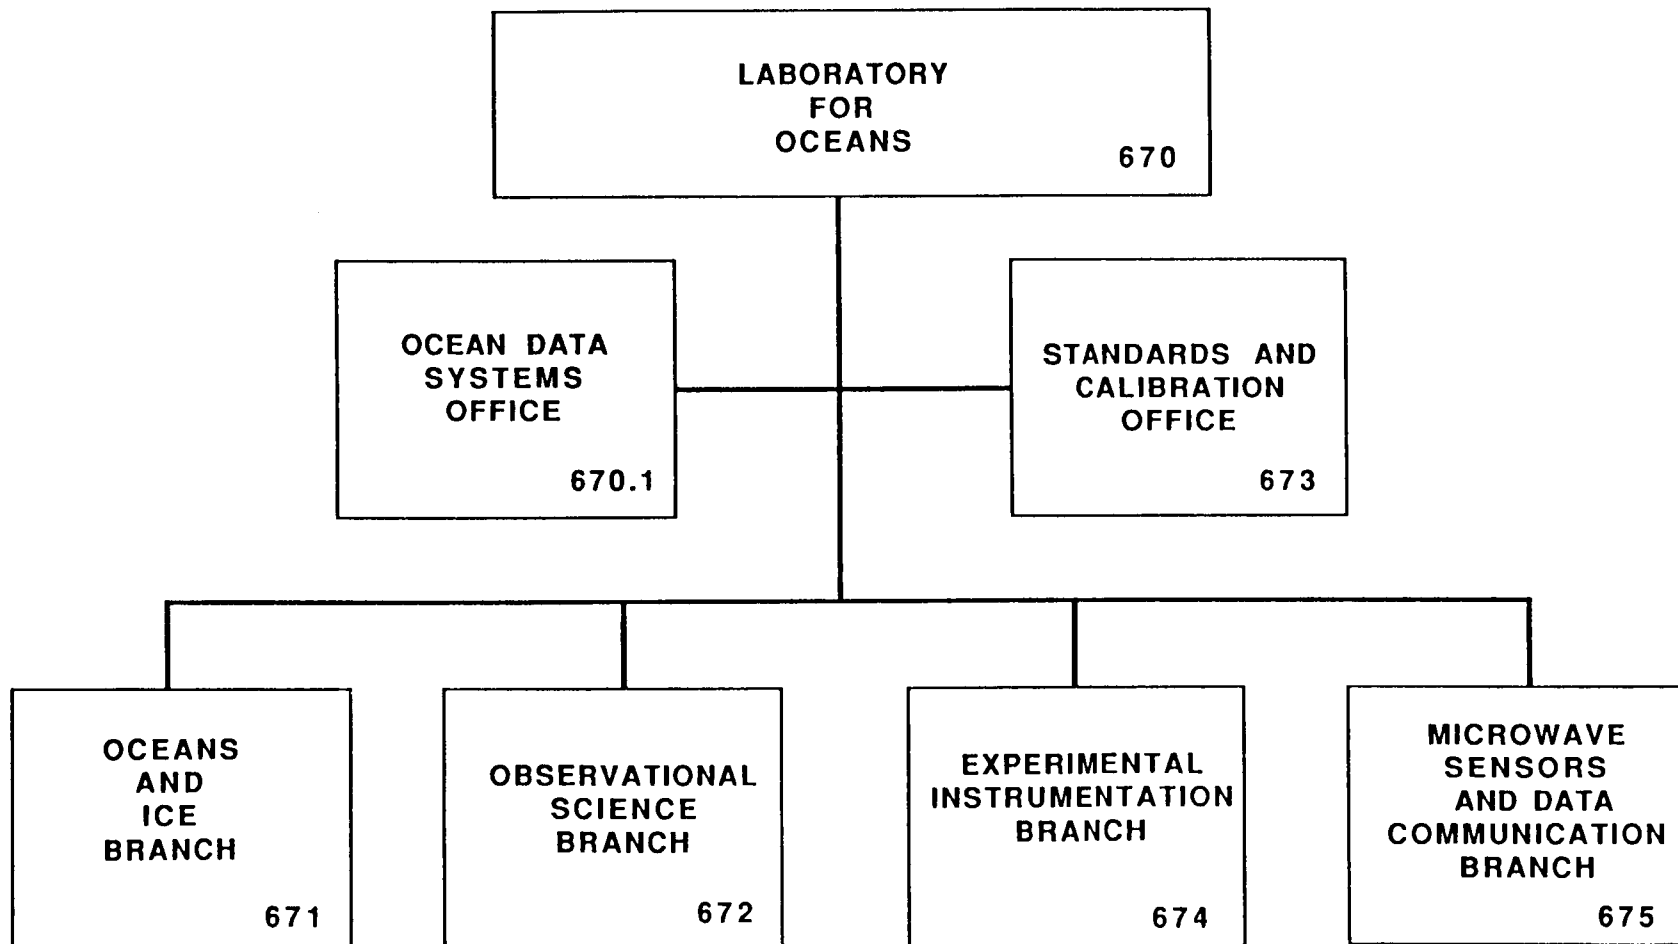 LABORATORY
FOR
OCEANS
670
OCEAN DATA
SYSTEMS
OFFICE
670.1
STANDARDS AND
CALIBRATION
OFFICE
673
OCEANS
AND
ICE
BRANCH
671
OBSERVATIONAL
SCIENCE
BRANCH
672
EXPERIMENTAL
INSTRUMENTATION
BRANCH
674
MICROWAVE
SENSORS
AND DATA
COMMUNICATION
BRANCH
675